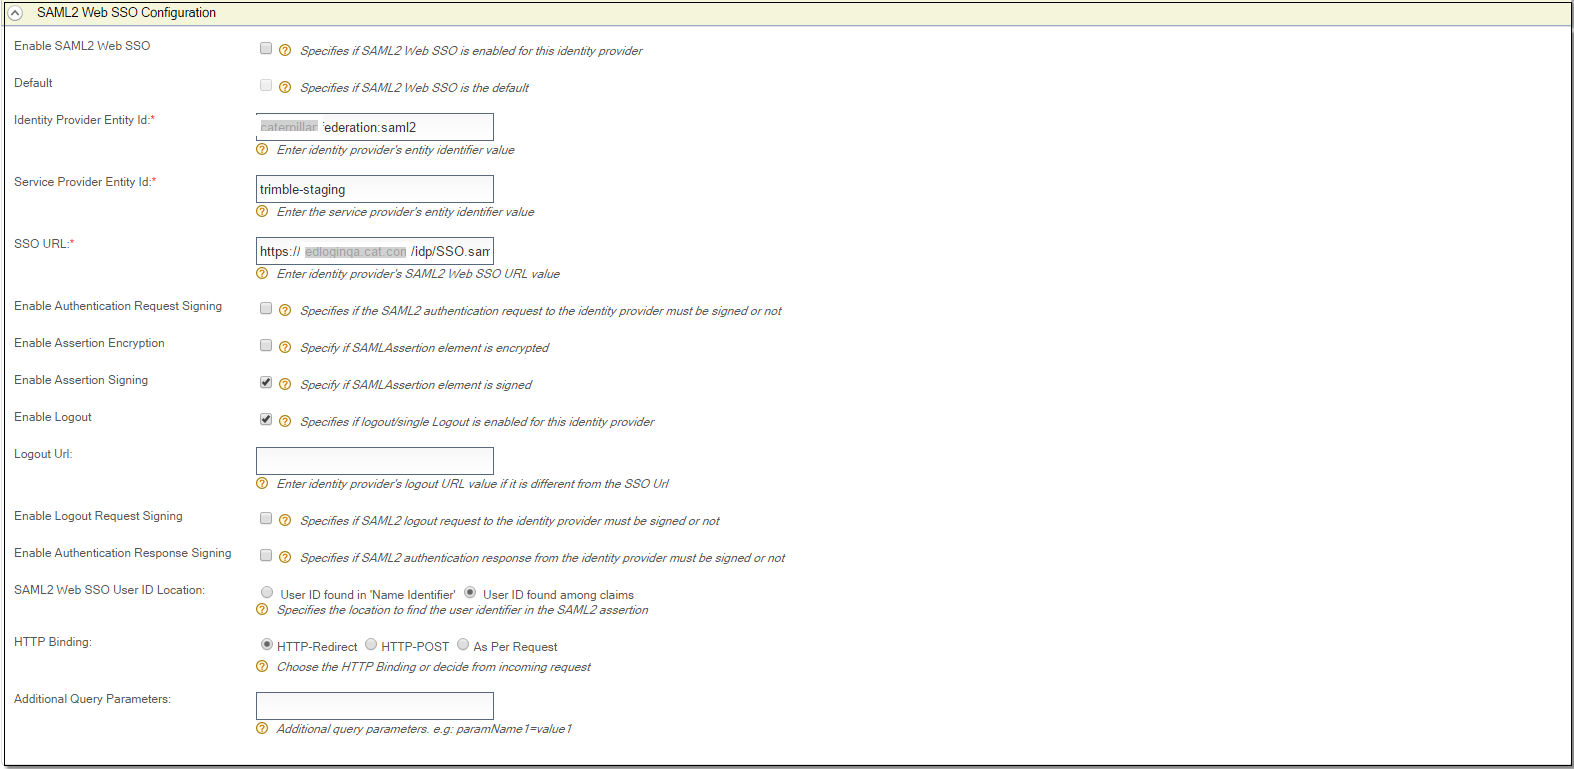 SAML2 Web SSO Configuration
Enable SAML2 Web SSO
Specifies if SAML2 Web SSO is enabled for this identity provider
Default
Specifies if SAML2 Web SSO is the default
Identity Provider Entity Id:*
caterpillar federation:saml2
Enter identity provider's entity identifier value
Service Provider Entity Id:*
trimble-staging
Enter the service provider's entity identifier value
SSO URL:*
https:// edloginqa.cat.con /idp/SSO.sam
Enter identity provider's SAML2 Web SSO URL value
Enable Authentication Request Signing
Specifies if the SAML2 authentication request to the identity provider must be signed or not
Enable Assertion Encryption
Specify if SAMLAssertion element is encrypted
Enable Assertion Signing
Specify if SAMLAssertion element is signed
Enable Logout
Specifies if logout/single Logout is enabled for this identity provider
Logout Url:
Enter identity provider's logout URL value if it is different from the SSO Url
Enable Logout Request Signing
Specifies if SAML2 logout request to the identity provider must be signed or not
Enable Authentication Response Signing
Specifies if SAML2 authentication response from the identity provider must be signed or not
SAML2 Web SSO User ID Location:
User ID found in 'Name Identifier' User ID found among claims
Specifies the location to find the user identifier in the SAML2 assertion
HTTP Binding:
HTTP-Redirect HTTP-POST As Per Request
Choose the HTTP Binding or decide from incoming request
Additional Query Parameters:
Additional query parameters. e.g: paramName1=value1